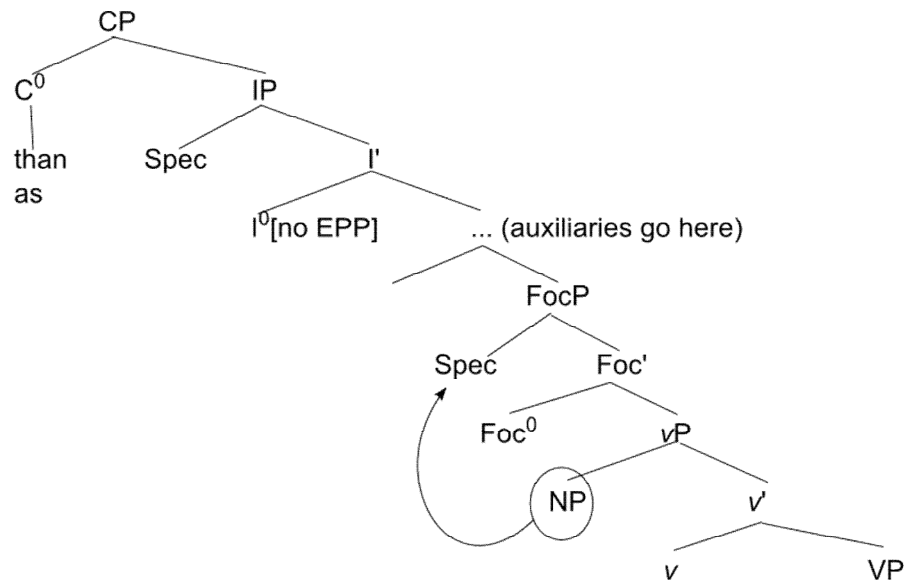 CP
C⁰ IP
than Spec I'
as
I⁰[no EPP] ... (auxiliaries go here)
FocP
Spec Foc'
Foc⁰ vP
NP v'
v VP